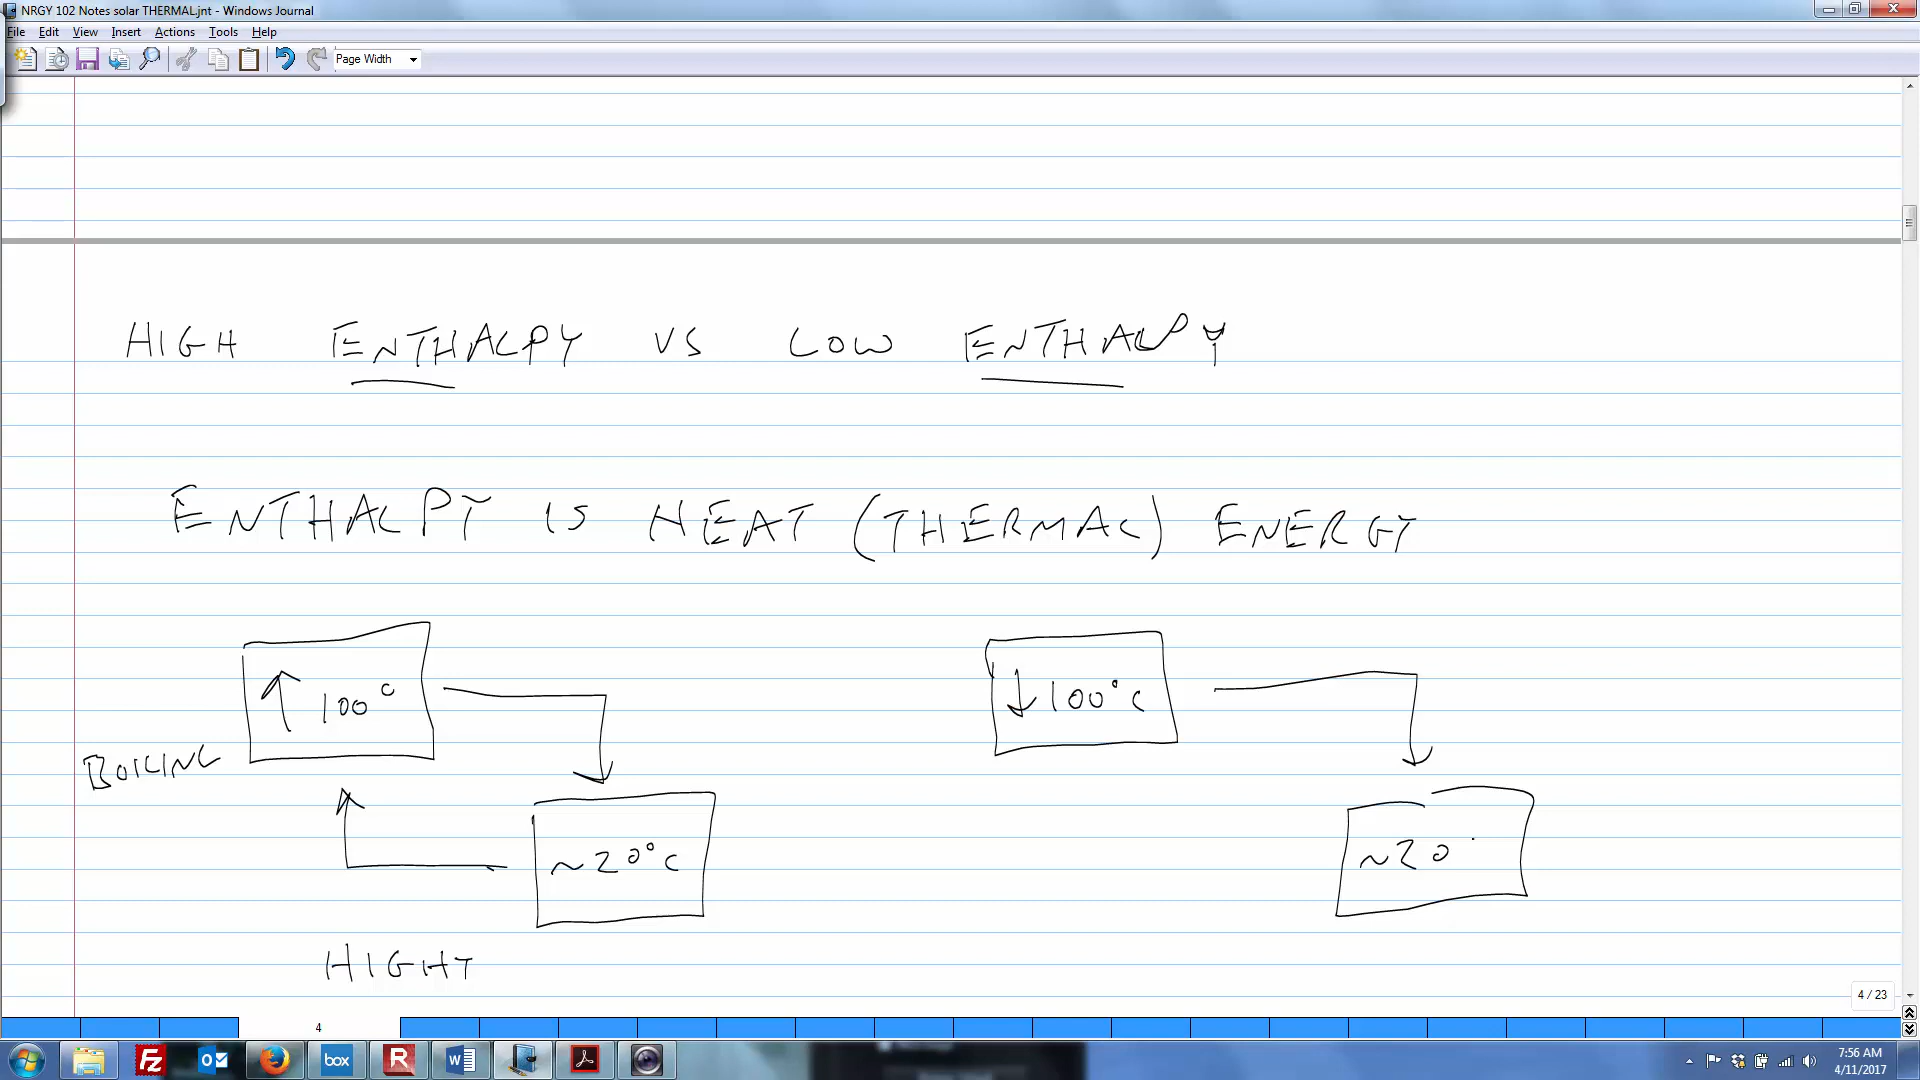 NRGY 102 Notes solar THERMAL.jnt - Windows Journal
File Edit View Insert Actions Tools Help
Page Width
HIGH ENTHALPY VS LOW ENTHALPY
ENTHALPY IS HEAT (THERMAL) ENERGY
↑ 100°
↓ 100°C
BOILING
~20°C
~20
HIGHT
4 / 23
4
Fz
O
box
R
W
7:56 AM
4/11/2017